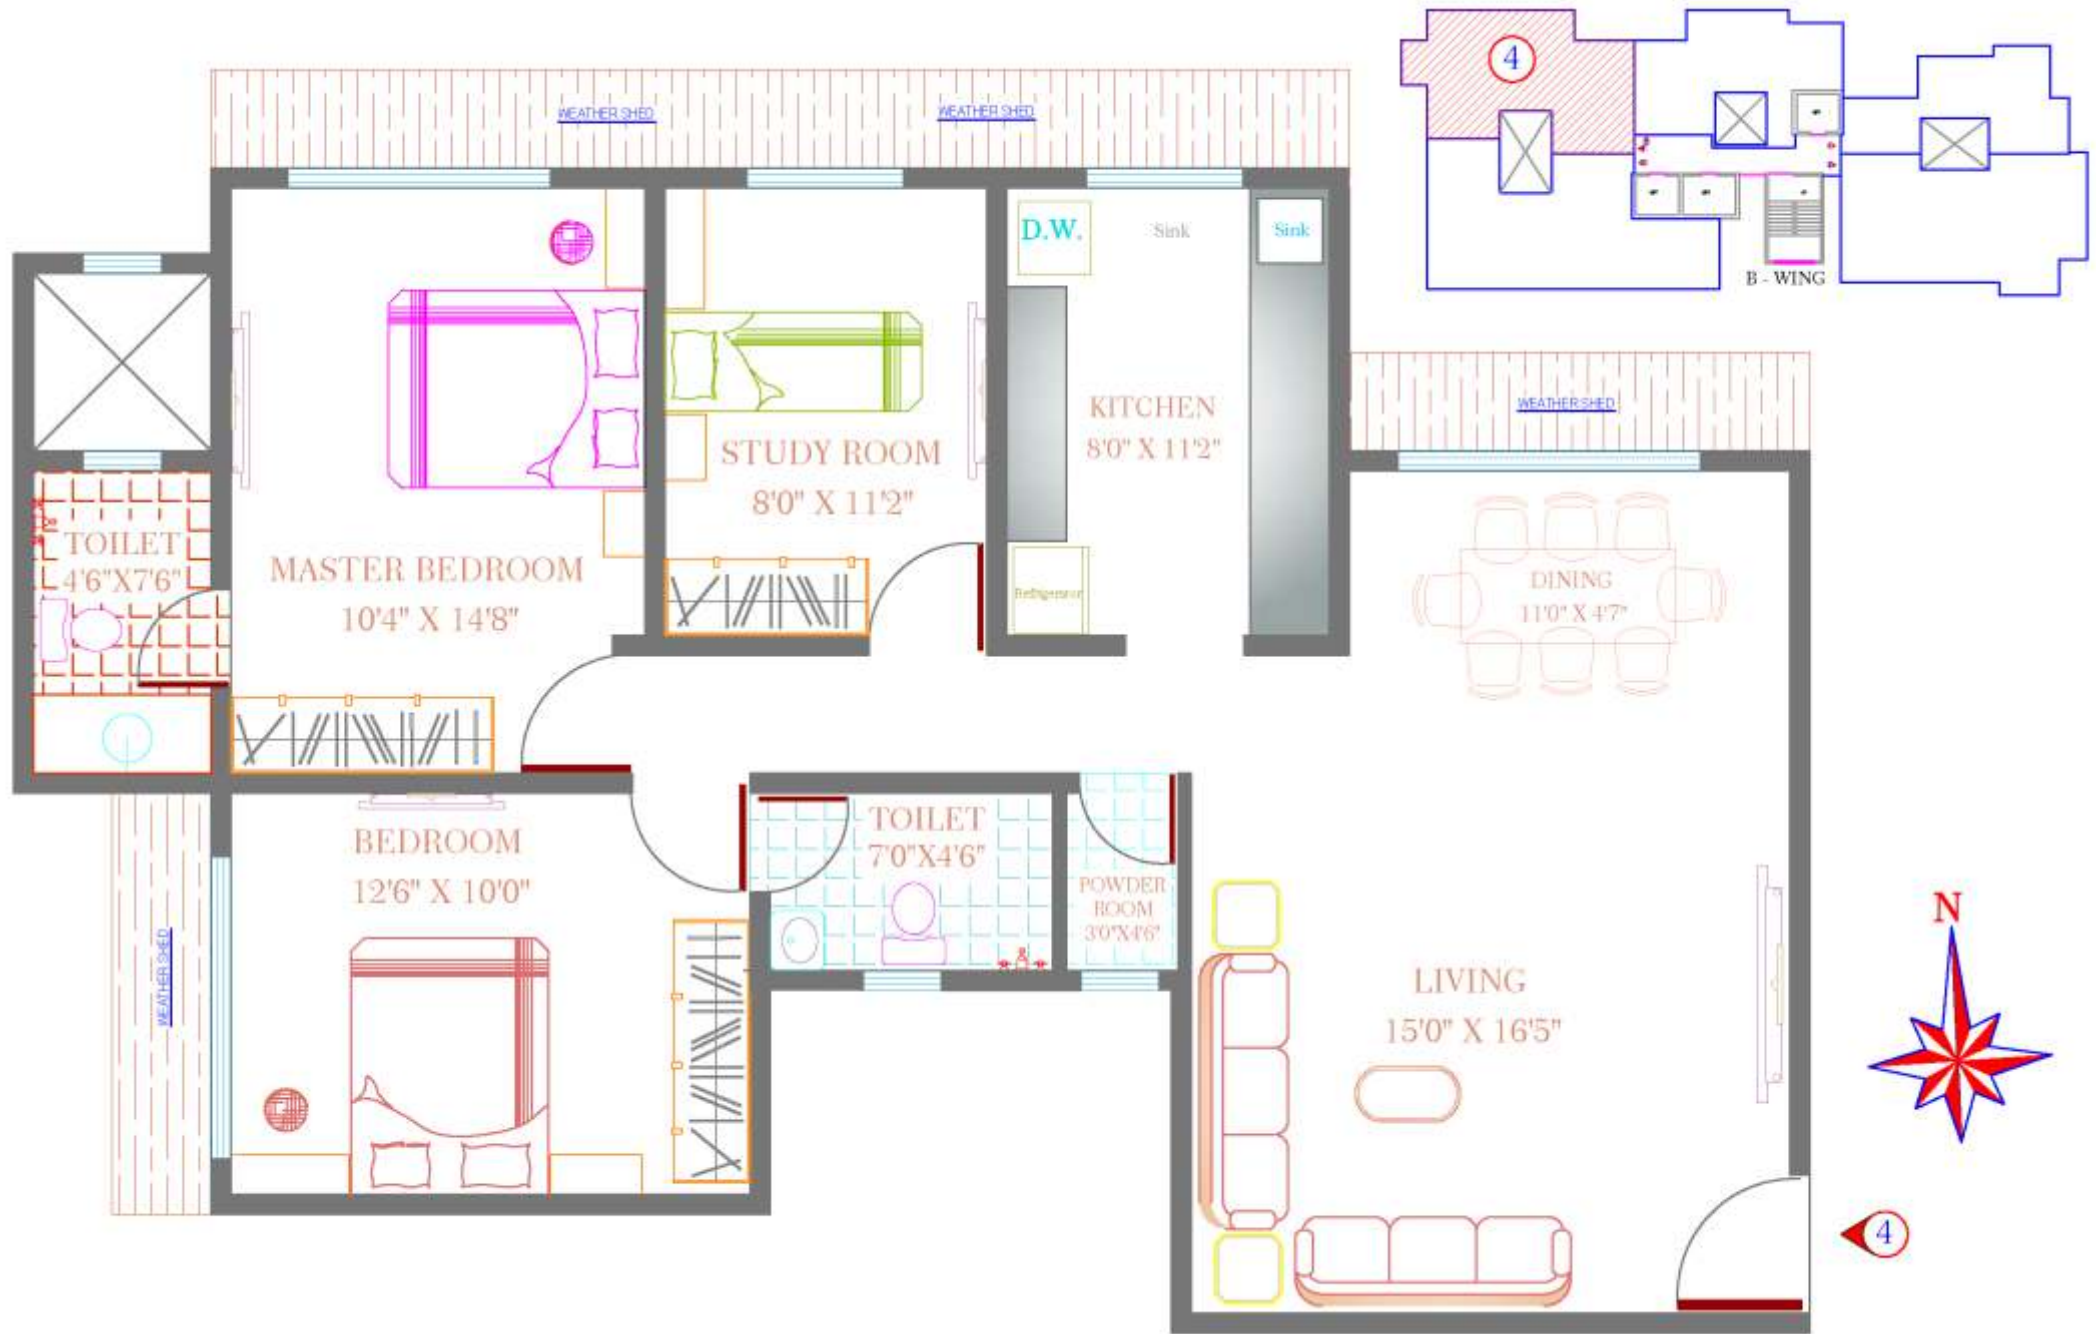 4
B - WING
WEATHER SHED
WEATHER SHED
D.W.
Sink
Sink
WEATHER SHED
KITCHEN
8'0" X 11'2"
STUDY ROOM
8'0" X 11'2"
TOILET
4'6"X7'6"
MASTER BEDROOM
10'4" X 14'8"
Refrigerator
DINING
11'0" X 4'7"
BEDROOM
12'6" X 10'0"
TOILET
7'0"X4'6"
POWDER
ROOM
3'0"X4'6"
WEATHER SHED
LIVING
15'0" X 16'5"
N
4